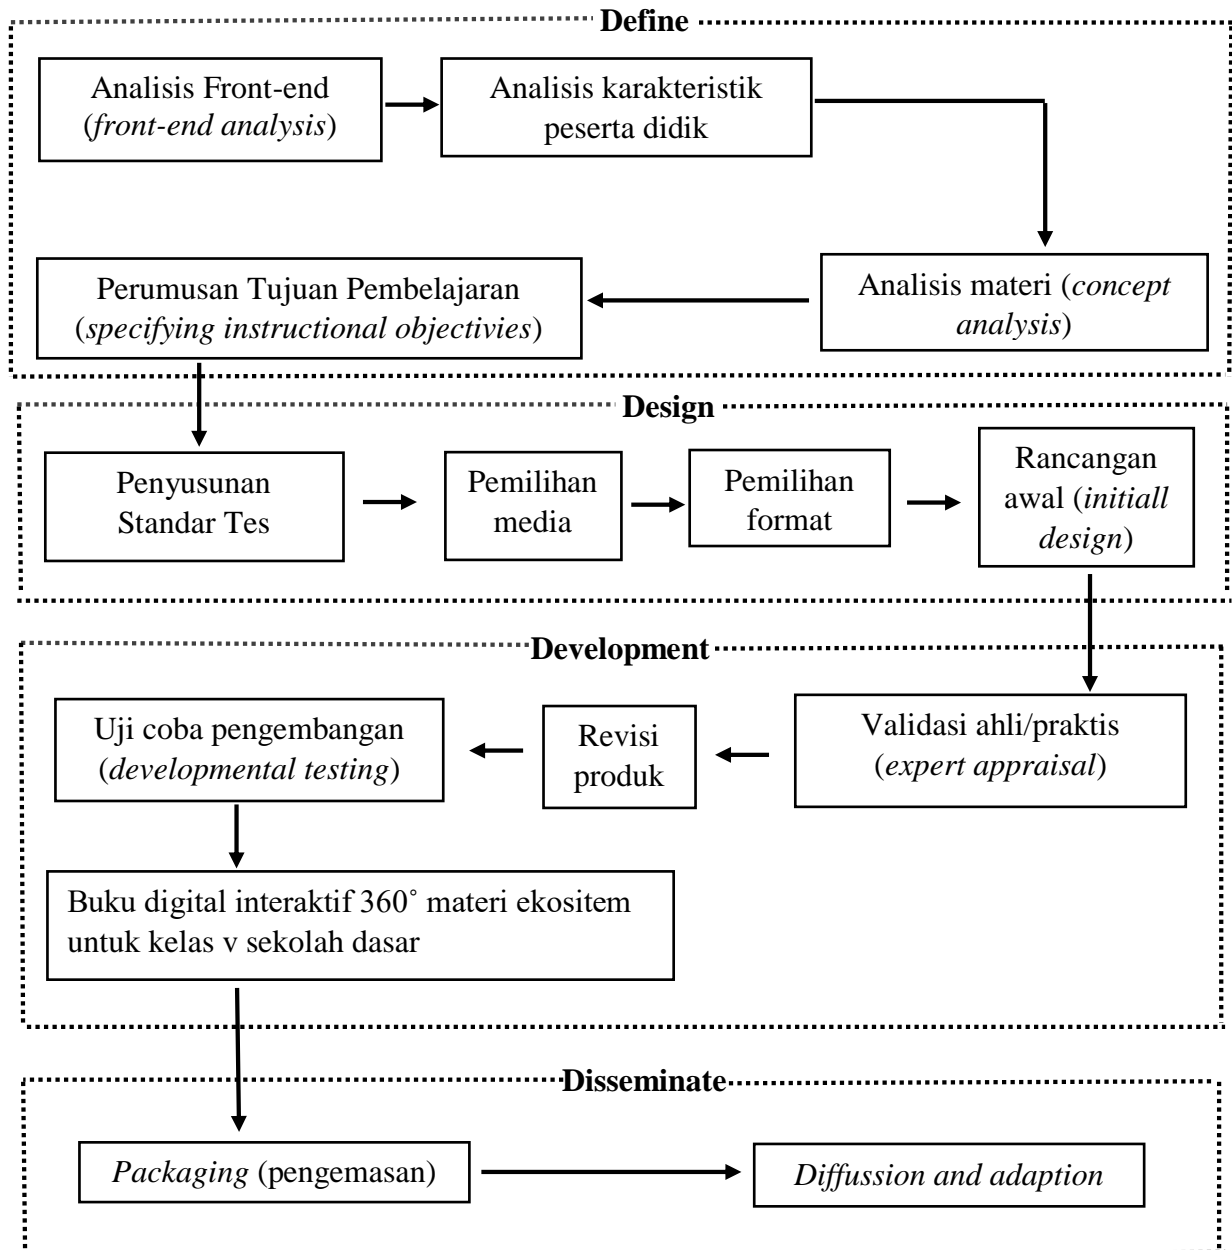 Define
Analisis Front-end
(front-end analysis)
Analisis karakteristik
peserta didik
Analisis materi (concept
analysis)
Perumusan Tujuan Pembelajaran
(specifying instructional objectivies)
Design
Penyusunan
Standar Tes
Pemilihan
media
Pemilihan
format
Rancangan
awal (initiall
design)
Development
Validasi ahli/praktis
(expert appraisal)
Revisi
produk
Uji coba pengembangan
(developmental testing)
Buku digital interaktif 360˚ materi ekositem
untuk kelas v sekolah dasar
Disseminate
Packaging (pengemasan)
Diffussion and adaption